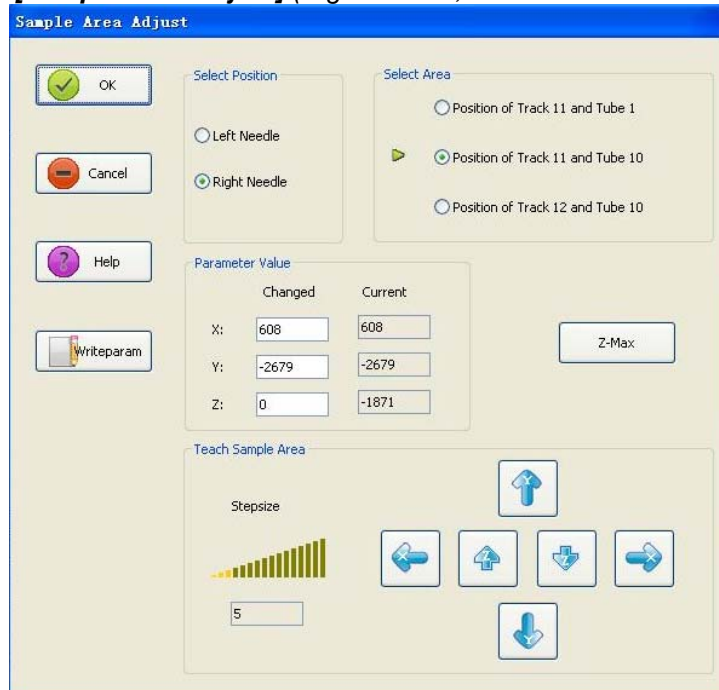 Sample Area Adjust
OK
Cancel
Help
Writeparam
Select Position
Left Needle
Right Needle
Select Area
Position of Track 11 and Tube 1
Position of Track 11 and Tube 10
Position of Track 12 and Tube 10
Parameter Value
Changed Current
X: 608 608
Y: -2679 -2679
Z: 0 -1871
Z-Max
Teach Sample Area
Stepsize
5
Y
X Z Z X
Y